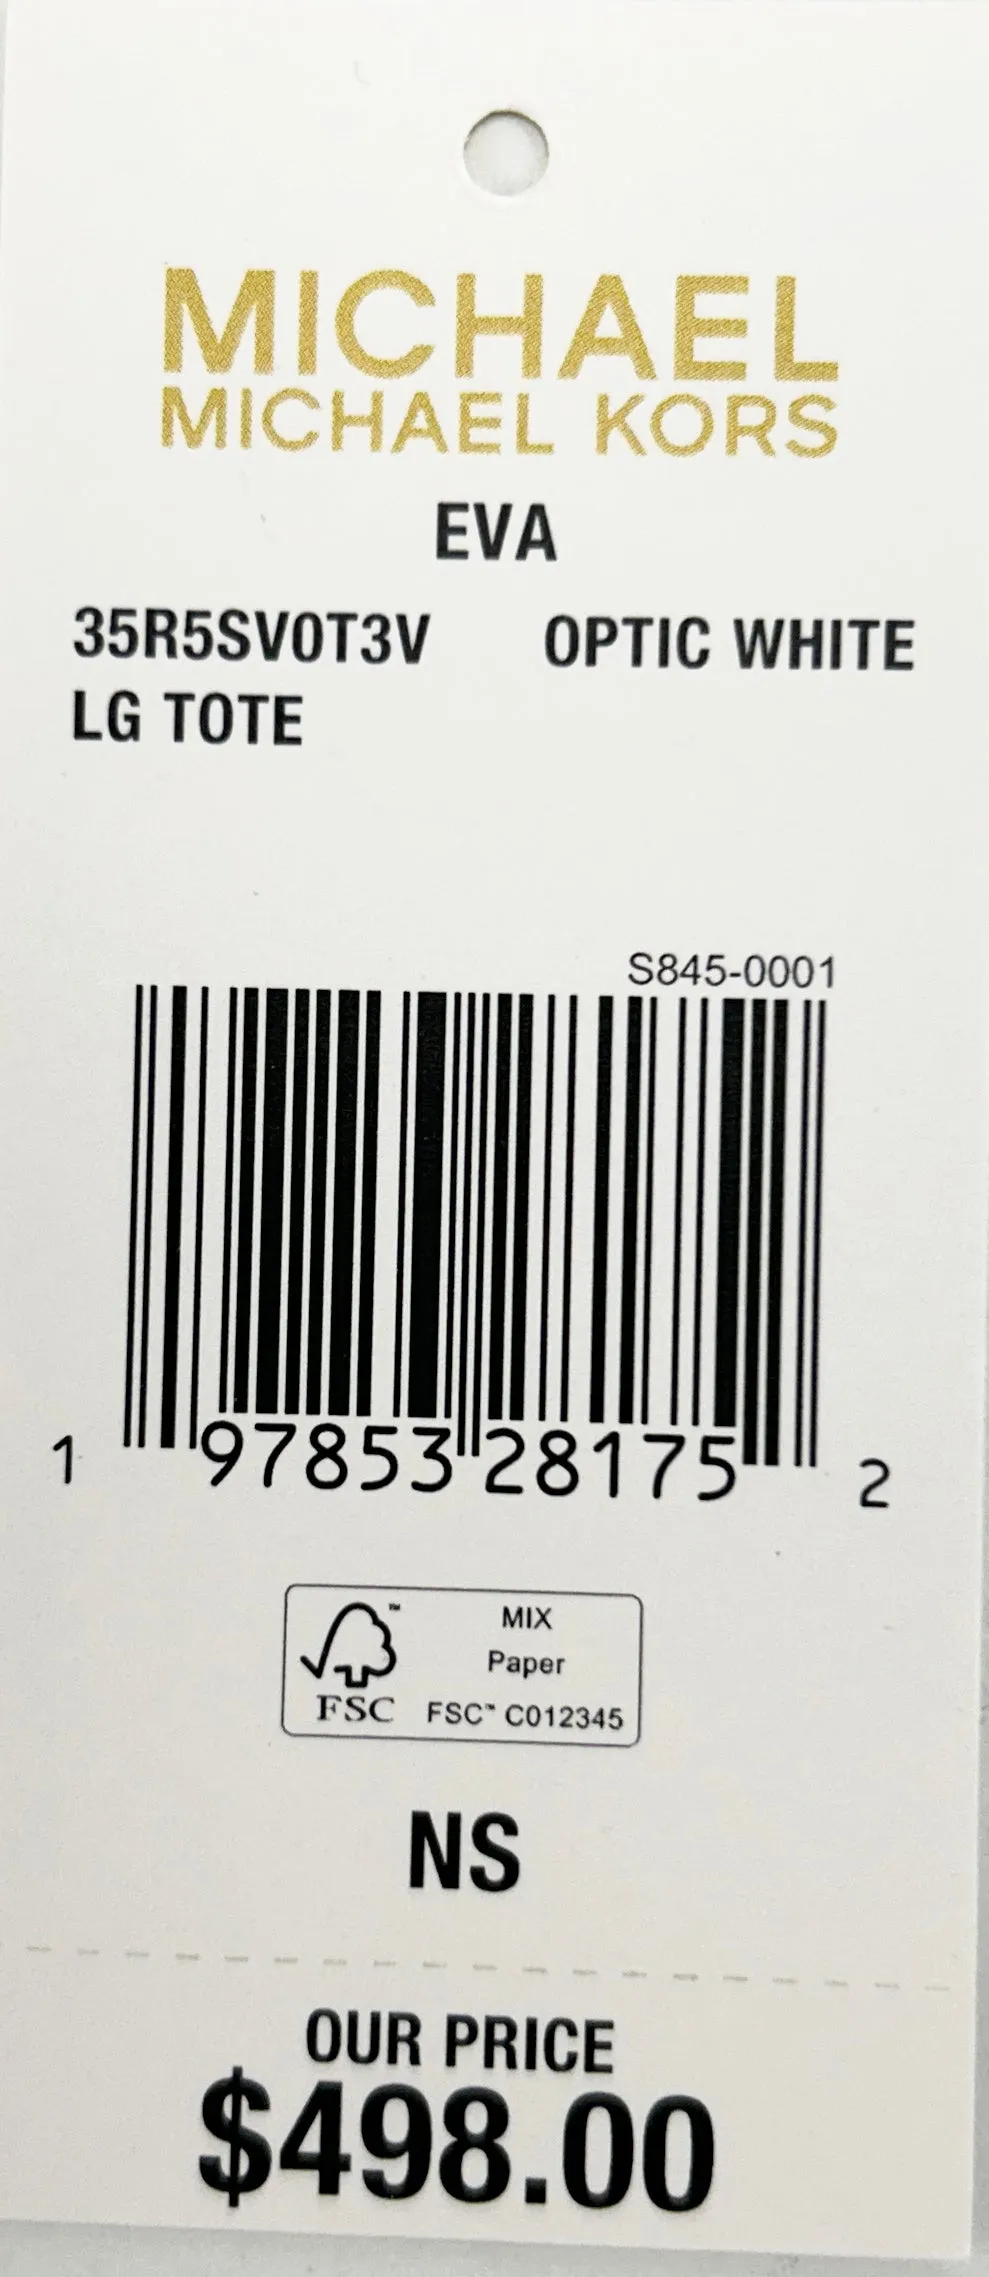 MICHAEL
MICHAEL KORS
EVA
35R5SV0T3V OPTIC WHITE
LG TOTE
S845-0001
1 97853 28175 2
FSC
MIX
Paper
FSC™ C012345
NS
OUR PRICE
$498.00